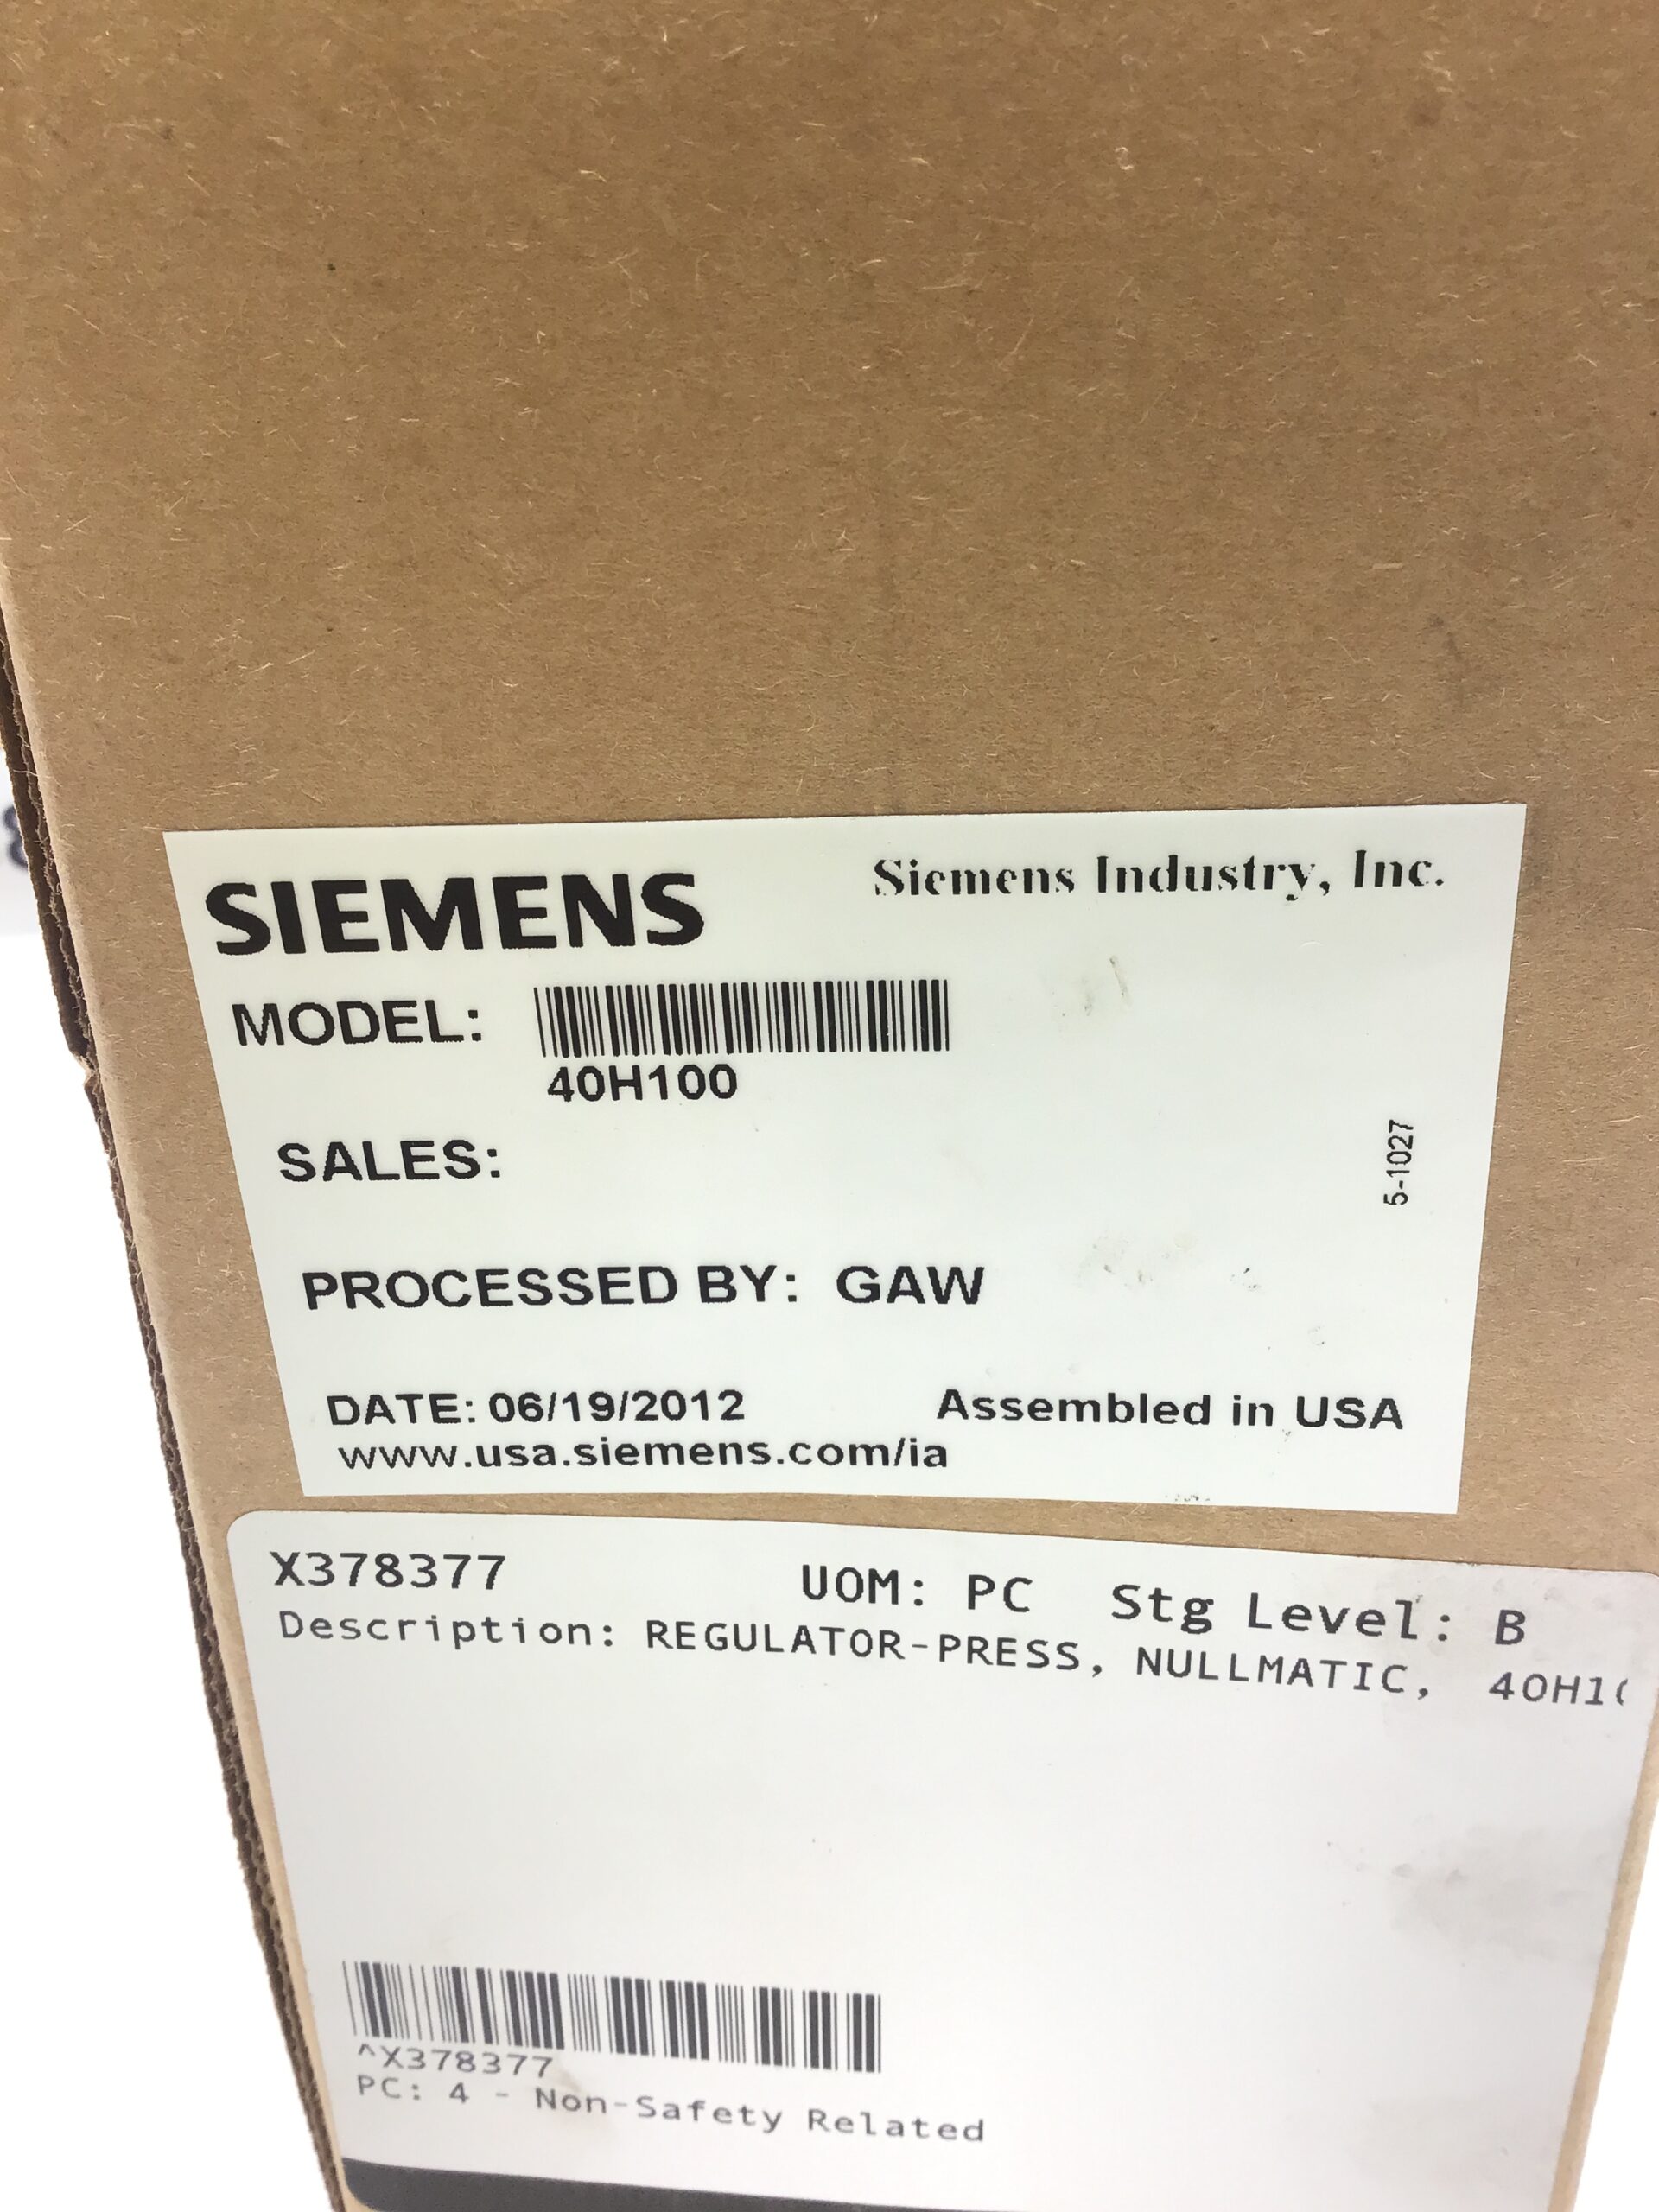 SIEMENS
Siemens Industry, Inc.
MODEL:
40H100
SALES:
5-1027
PROCESSED BY: GAW
DATE: 06/19/2012
Assembled in USA
www.usa.siemens.com/ia
X378377 UOM: PC Stg Level: B
Description: REGULATOR-PRESS, NULLMATIC, 40H1
^X378377
PC: 4 - Non-Safety Related